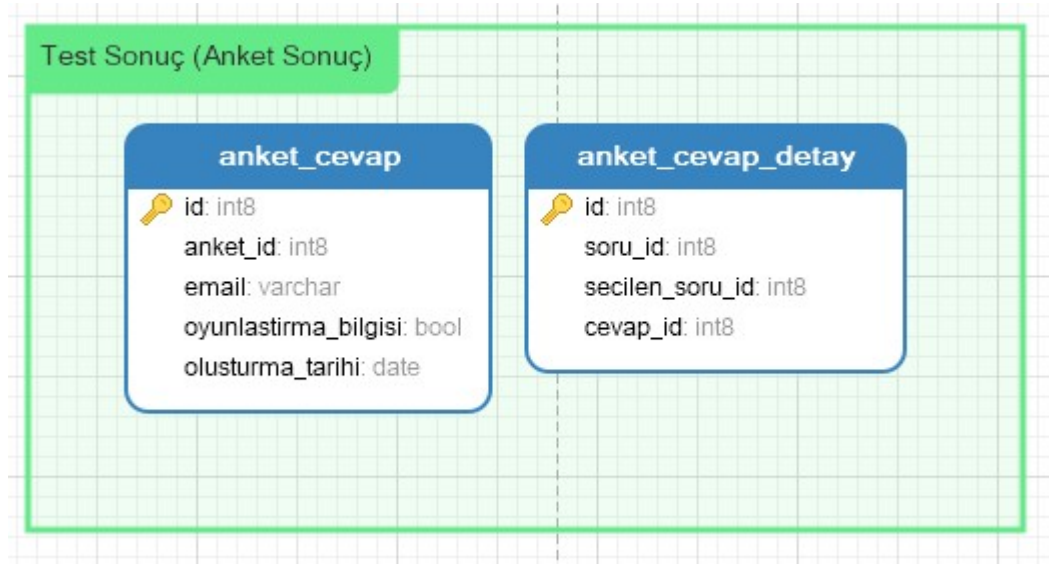 Test Sonuç (Anket Sonuç)
anket_cevap
id: int8
anket_id: int8
email: varchar
oyunlastirma_bilgisi: bool
olusturma_tarihi: date
anket_cevap_detay
id: int8
soru_id: int8
secilen_soru_id: int8
cevap_id: int8